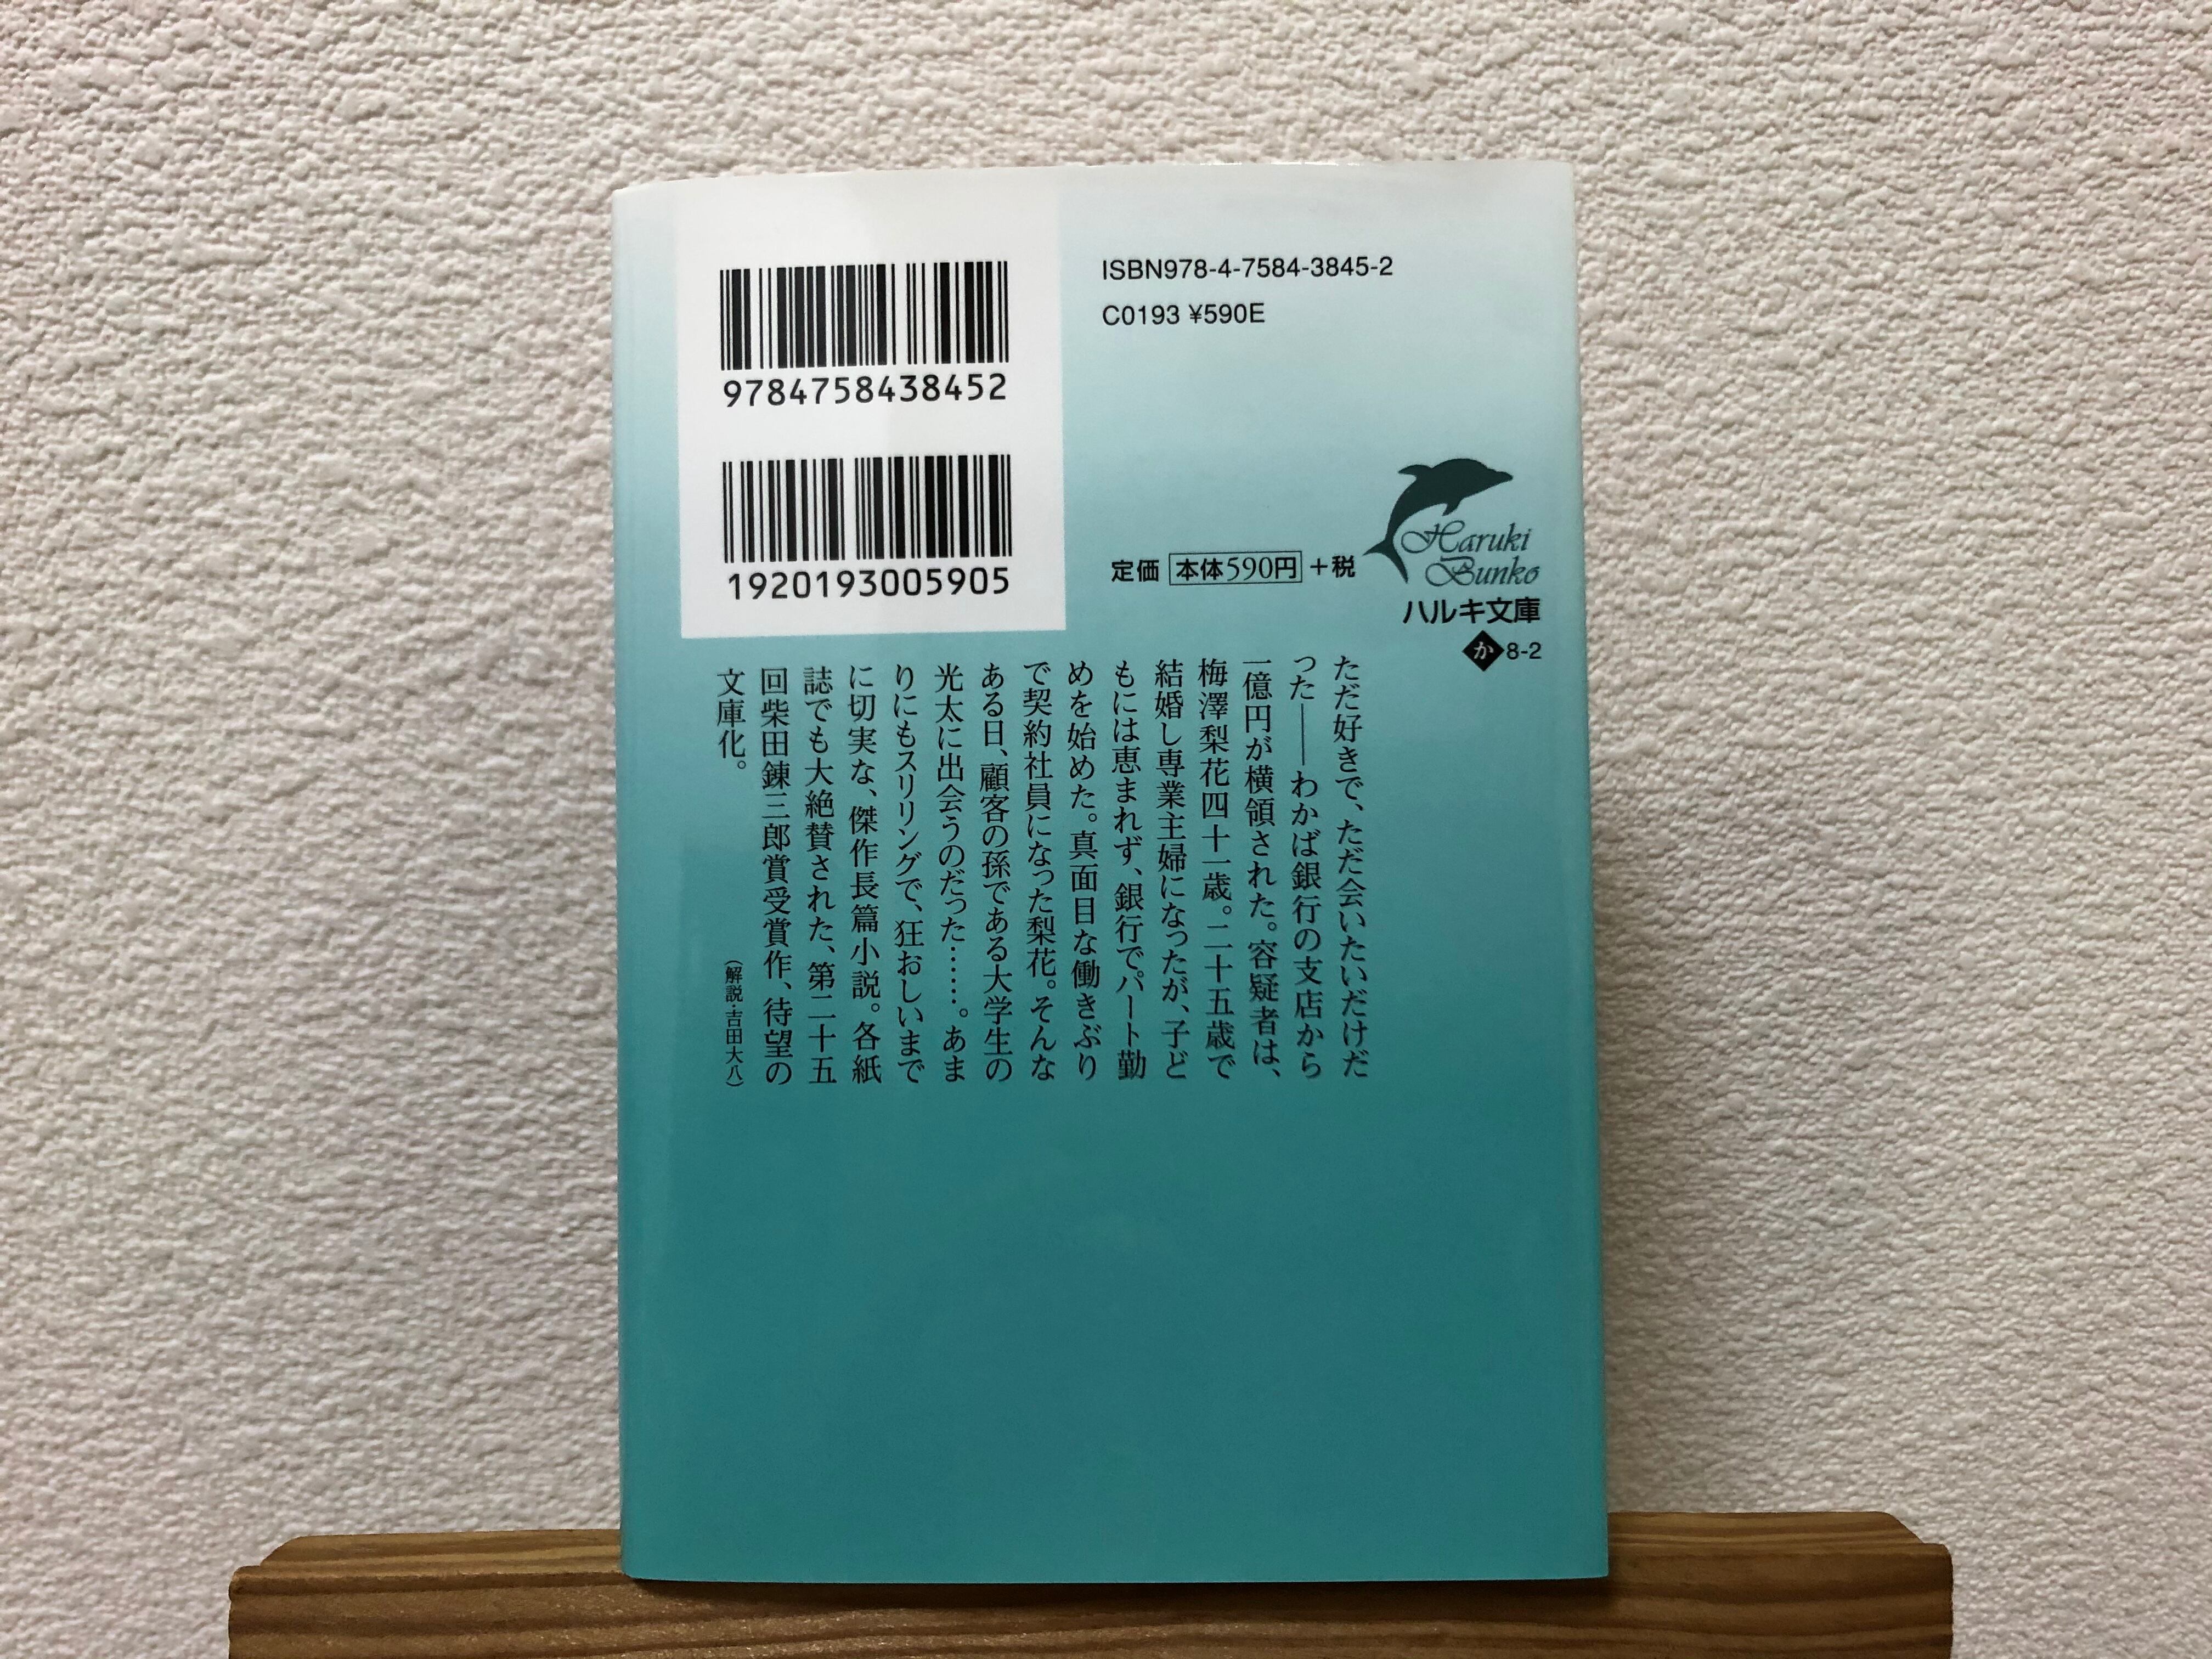 9784758438452
1920193005905
ISBN978-4-7584-3845-2
C0193 ¥590E
定価 本体590円 +税
Haruki
Bunko
ハルキ文庫
か 8-2
ただ好きで、ただ会いたいだけだ
った——わかば銀行の支店から
一億円が横領された。容疑者は、
梅澤梨花四十一歳。二十五歳で
結婚し専業主婦になったが、子ど
もには恵まれず、銀行でパート勤
めを始めた。真面目な働きぶり
で契約社員になった梨花。そんな
ある日、顧客の孫である大学生の
光太に出会うのだった……。あま
りにもスリリングで、狂おしいまで
に切実な、傑作長篇小説。各紙
誌でも大絶賛された、第二十五
回柴田錬三郎賞受賞作、待望の
文庫化。
（解説・吉田大八）